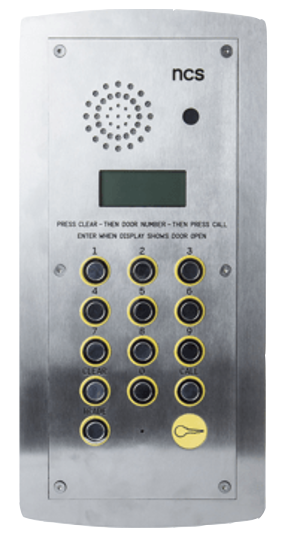 ncs
PRESS CLEAR - THEN DOOR NUMBER - THEN PRESS CALL
ENTER WHEN DISPLAY SHOWS DOOR OPEN
1 2 3
4 5 6
7 8 9
CLEAR 0 CALL
TRADE